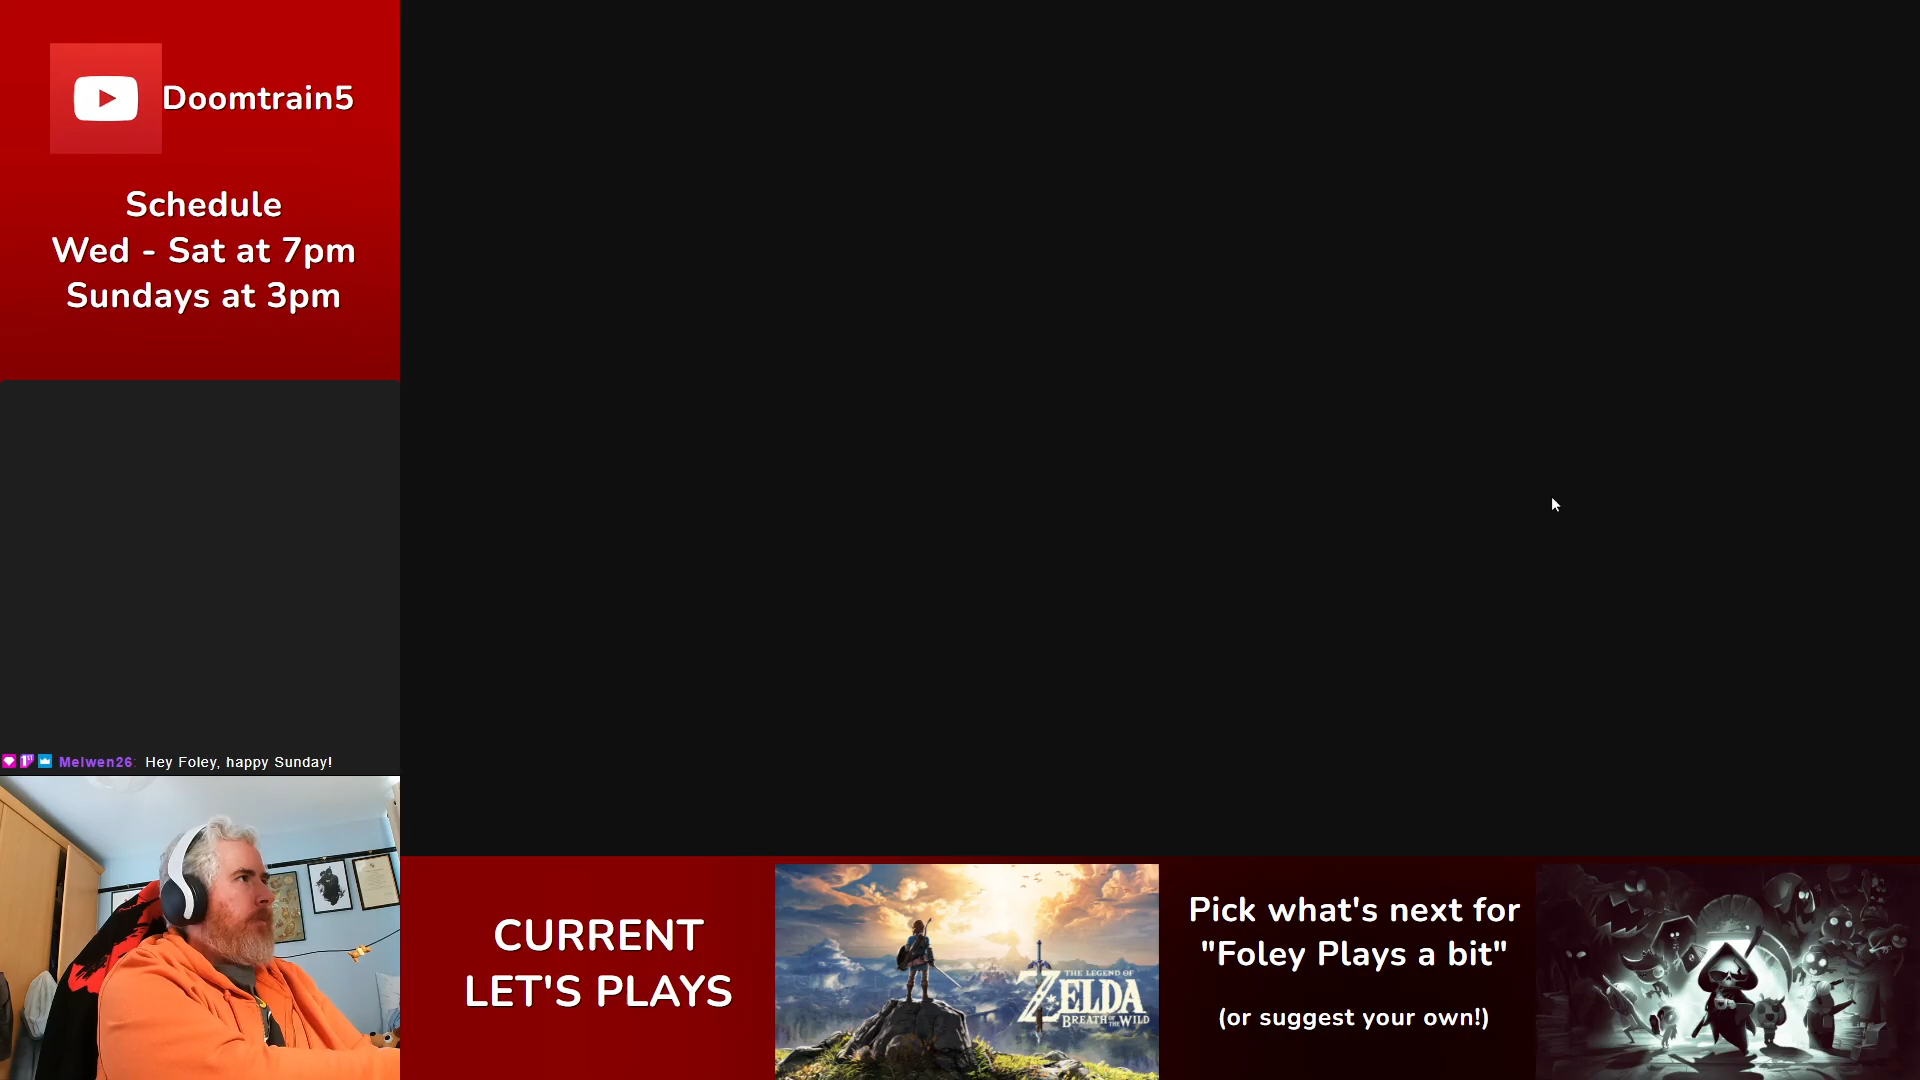 Doomtrain5
Schedule
Wed - Sat at 7pm
Sundays at 3pm
Melwen26: Hey Foley, happy Sunday!
CURRENT
LET'S PLAYS
THE LEGEND OF
ZELDA
BREATH OF THE WILD
Pick what's next for
"Foley Plays a bit"
(or suggest your own!)